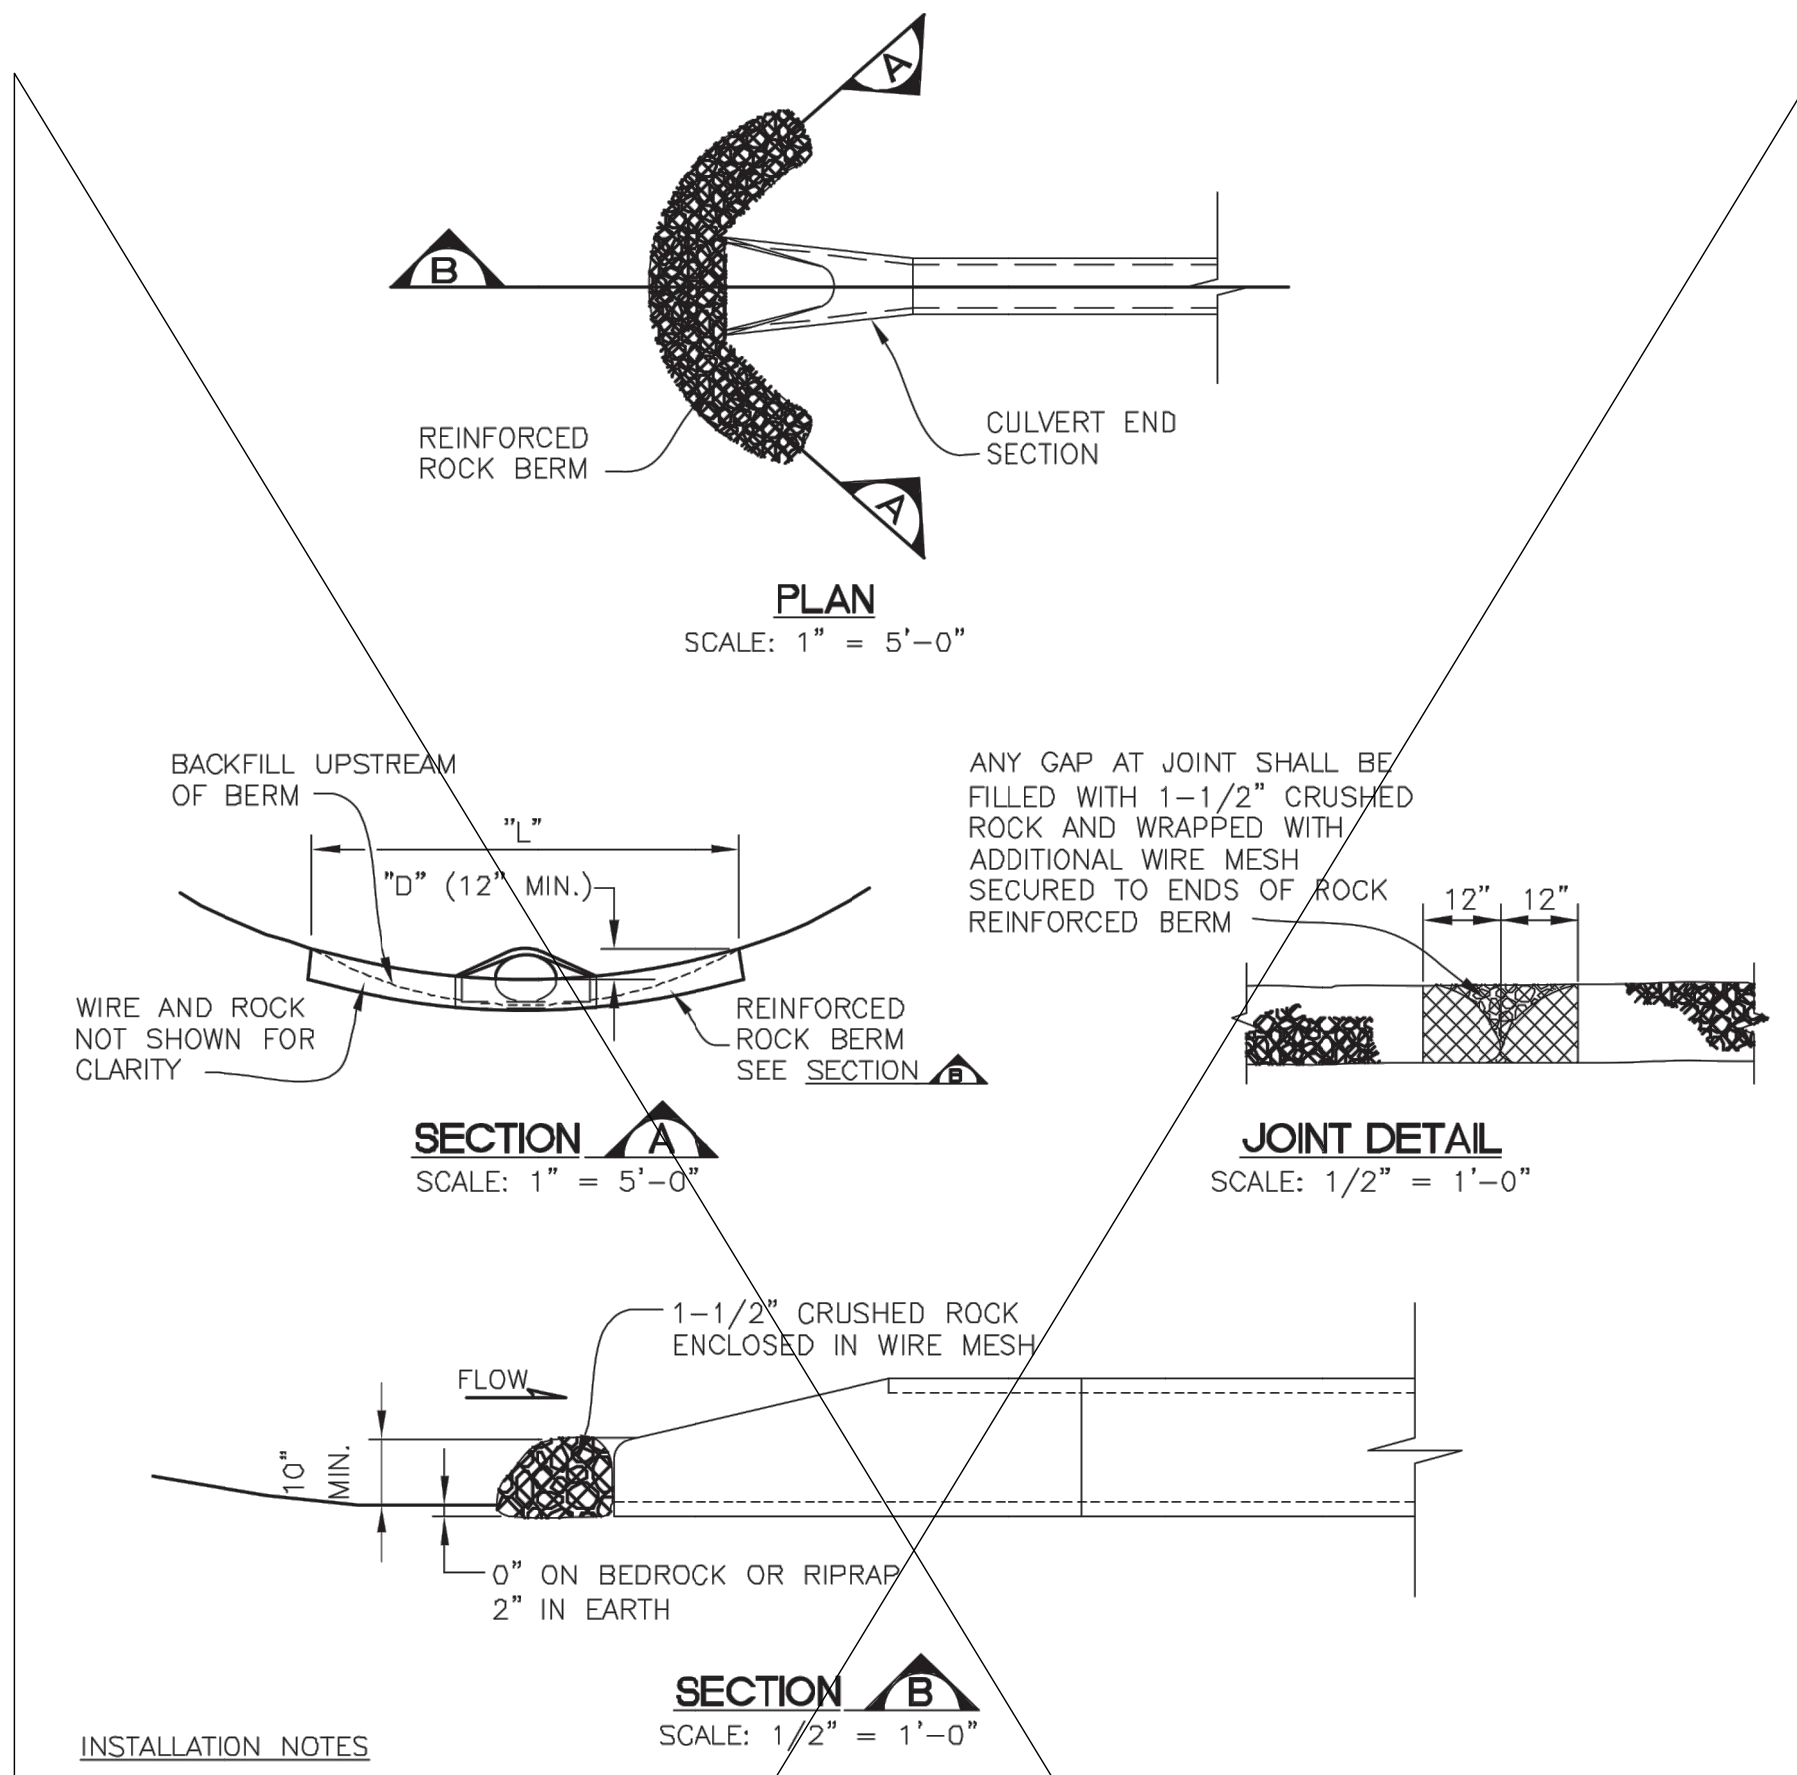 A
B
REINFORCED
ROCK BERM
CULVERT END
SECTION
A
PLAN
SCALE: 1" = 5'-0"
BACKFILL UPSTREAM
OF BERM
"L"
"D" (12" MIN.)
WIRE AND ROCK
NOT SHOWN FOR
CLARITY
REINFORCED
ROCK BERM
SEE SECTION B
SECTION A
SCALE: 1" = 5'-0"
ANY GAP AT JOINT SHALL BE
FILLED WITH 1-1/2" CRUSHED
ROCK AND WRAPPED WITH
ADDITIONAL WIRE MESH
SECURED TO ENDS OF ROCK
REINFORCED BERM
12" 12"
JOINT DETAIL
SCALE: 1/2" = 1'-0"
1-1/2" CRUSHED ROCK
ENCLOSED IN WIRE MESH
FLOW
10"
MIN.
0" ON BEDROCK OR RIPRAP
2" IN EARTH
SECTION B
SCALE: 1/2" = 1'-0"
INSTALLATION NOTES